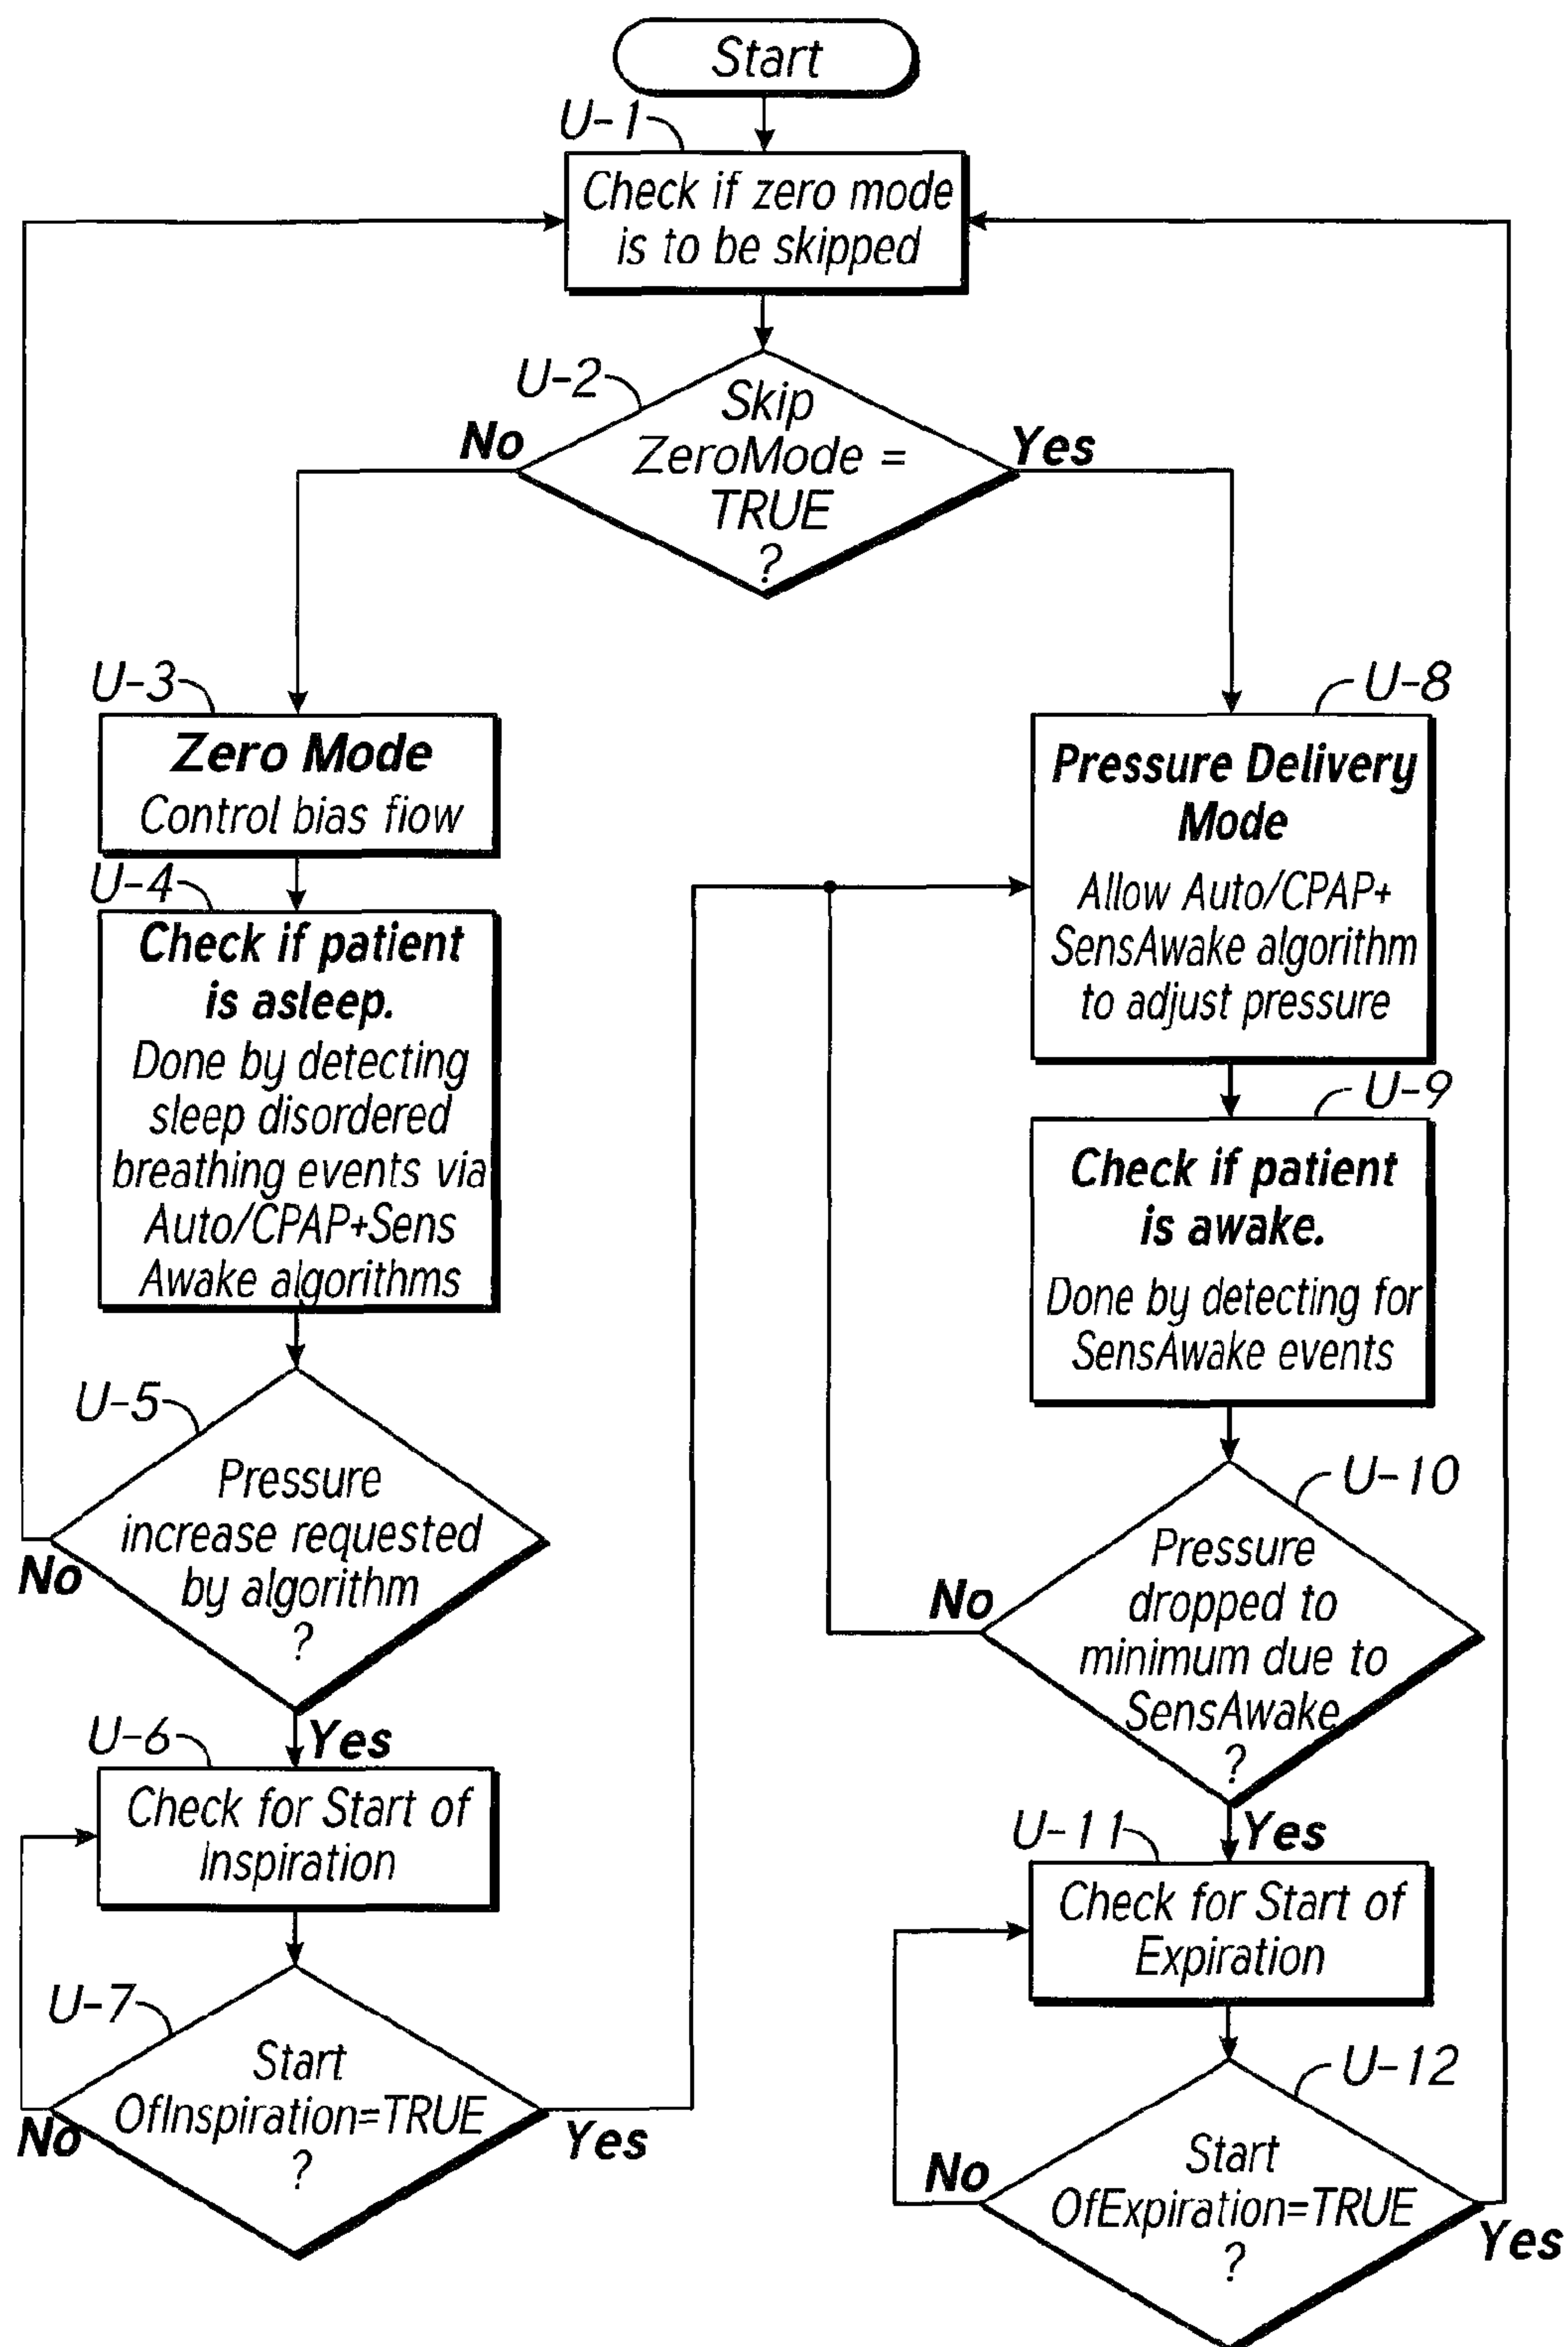 Start
U-1
Check if zero mode
is to be skipped
U-2
Skip
ZeroMode =
TRUE
?
No
Yes
U-3
Zero Mode
Control bias flow
U-4
Check if patient
is asleep.
Done by detecting
sleep disordered
breathing events via
Auto/CPAP+Sens
Awake algorithms
U-5
Pressure
increase requested
by algorithm
?
No
Yes
U-6
Check for Start of
Inspiration
U-7
Start
OfInspiration=TRUE
?
No
Yes
U-8
Pressure Delivery
Mode
Allow Auto/CPAP+
SensAwake algorithm
to adjust pressure
U-9
Check if patient
is awake.
Done by detecting for
SensAwake events
U-10
Pressure
dropped to
minimum due to
SensAwake
?
No
Yes
U-11
Check for Start of
Expiration
U-12
Start
OfExpiration=TRUE
?
No
Yes